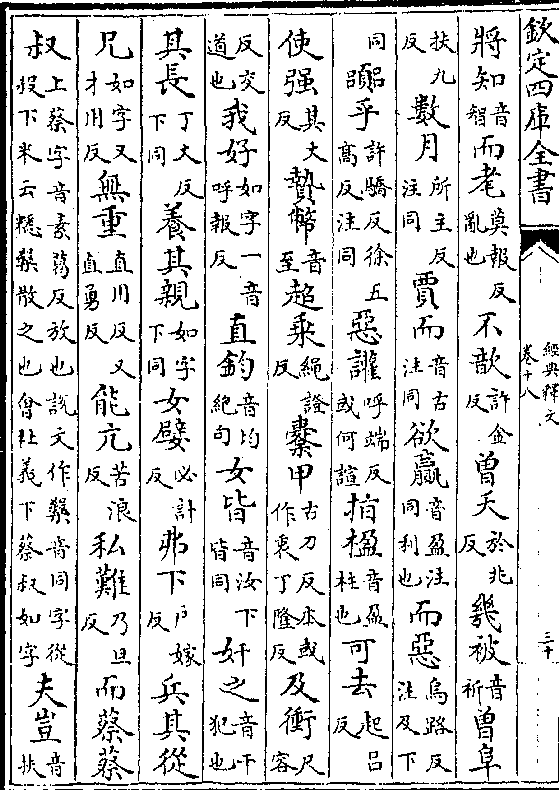 欽定四庫全書
經典釋文
卷十八
三十
將知音智而老莫報反亂也不歆許金反曾夭於兆反幾被音祈曾阜
扶九反數月所主反注同賈而音古注同欲贏音盈注同利也而惡烏路反注及下
同囂乎許驕反徐五高反注同惡讙呼端反或何諠拍楹音盈柱也可去起呂反
使强其丈反贄幣音至超乘繩證反櫜甲古刀反本或作衷丁隆反及衝尺容
反交道也我好如字一音呼報反直鈞音均絶句女皆音汝下皆同奸之音干犯也
其長丁丈反下同養其親如字下同女嬖必計反弗下戶嫁反兵其從
兄如字又才用反無重直用反又直勇反能亢苦浪反私難乃旦反而蔡蔡
叔上蔡字音素葛反放也說文作䊛音同字從殺下米云䊝䊛散之也會杜義下蔡叔如字夫豈音扶